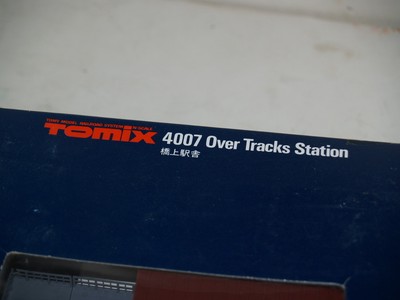 TOMIX 4007 Over Tracks Station
橋上駅舎